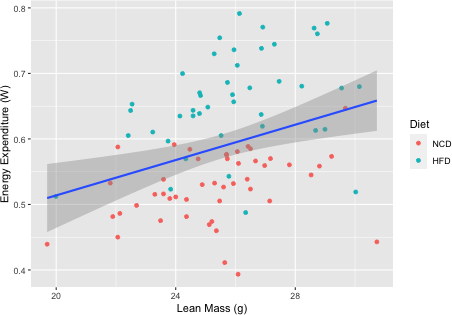 0.8
0.7
0.6
0.5
0.4
Energy Expenditure (W)
20
24
28
Lean Mass (g)
Diet
NCD
HFD